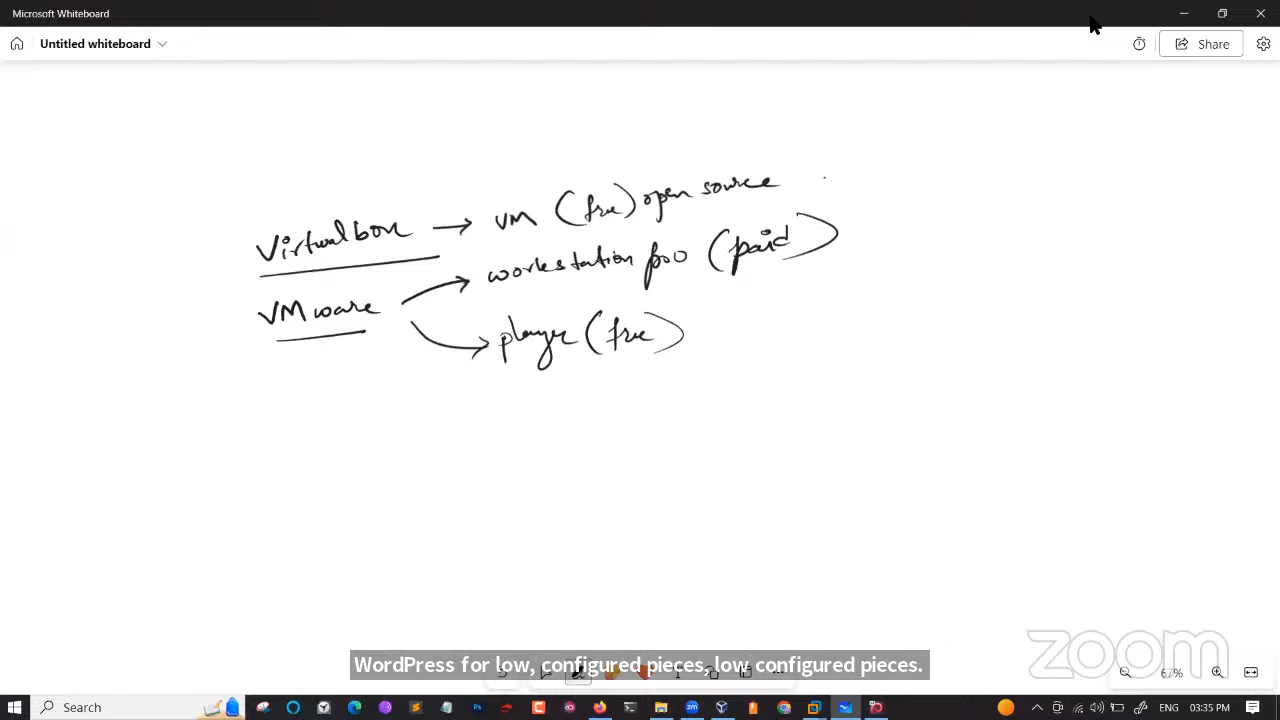 Microsoft Whiteboard
Untitled whiteboard
Share
Virtualbox → VM (free) open source
VMware → workstation pro (paid)
→ player (free)
zoom
WordPress for low, configured pieces, low configured pieces.
67%
Search
ENG 03:35 PM